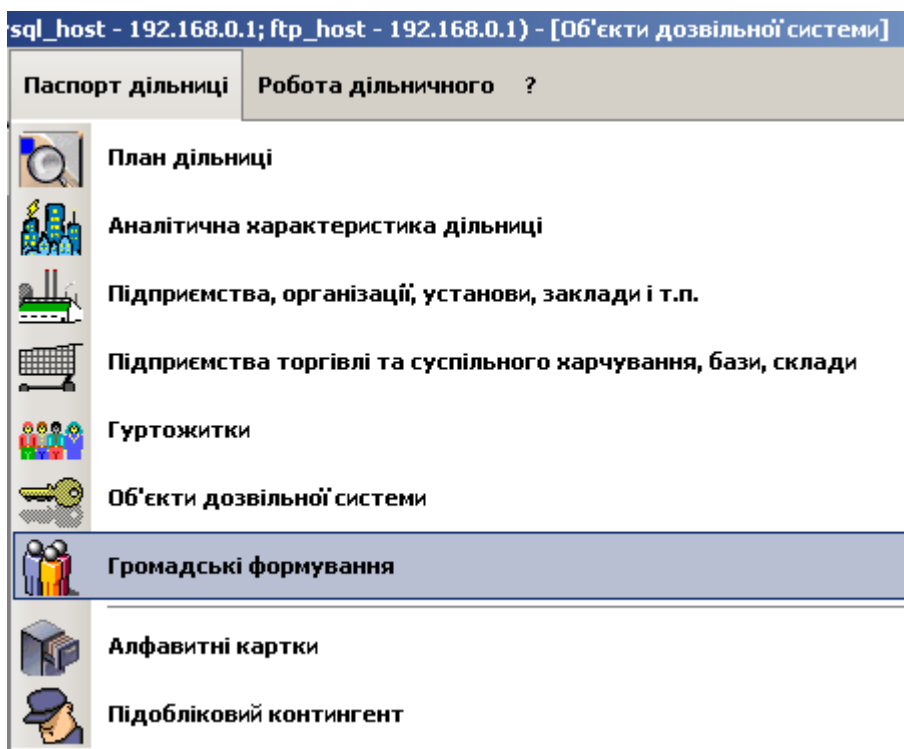 sql_host - 192.168.0.1; ftp_host - 192.168.0.1) - [Об'єкти дозвільної системи]
Паспорт дільниці Робота дільничного ?
План дільниці
Аналітична характеристика дільниці
Підприємства, організації, установи, заклади і т.п.
Підприємства торгівлі та суспільного харчування, бази, склади
Гуртожитки
Об'єкти дозвільної системи
Громадські формування
Алфавитні картки
Підобліковий контингент